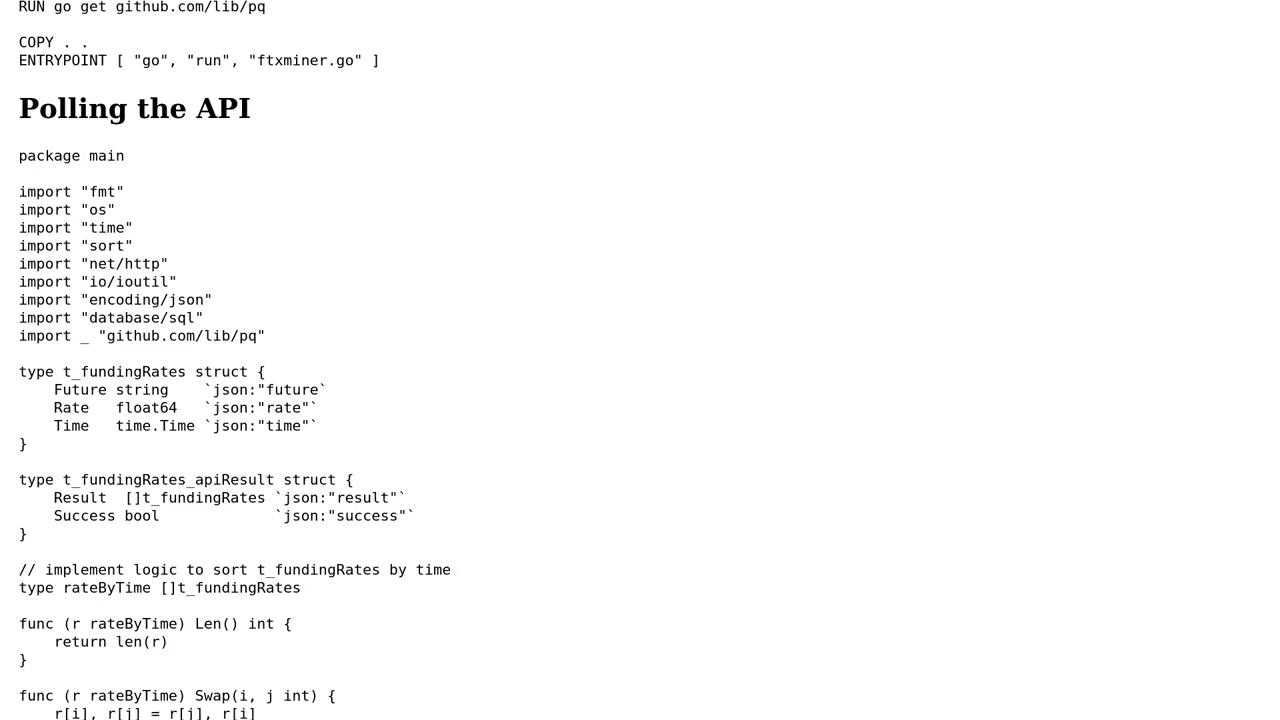 RUN go get github.com/lib/pq
COPY . .
ENTRYPOINT [ "go", "run", "ftxminer.go" ]
Polling the API
package main
import "fmt"
import "os"
import "time"
import "sort"
import "net/http"
import "io/ioutil"
import "encoding/json"
import "database/sql"
import _ "github.com/lib/pq"
type t_fundingRates struct {
    Future string    `json:"future`
    Rate   float64   `json:"rate"`
    Time   time.Time `json:"time"`
}
type t_fundingRates_apiResult struct {
    Result  []t_fundingRates `json:"result"`
    Success bool             `json:"success"`
}
// implement logic to sort t_fundingRates by time
type rateByTime []t_fundingRates
func (r rateByTime) Len() int {
    return len(r)
}
func (r rateByTime) Swap(i, j int) {
    r[i], r[j] = r[j], r[i]